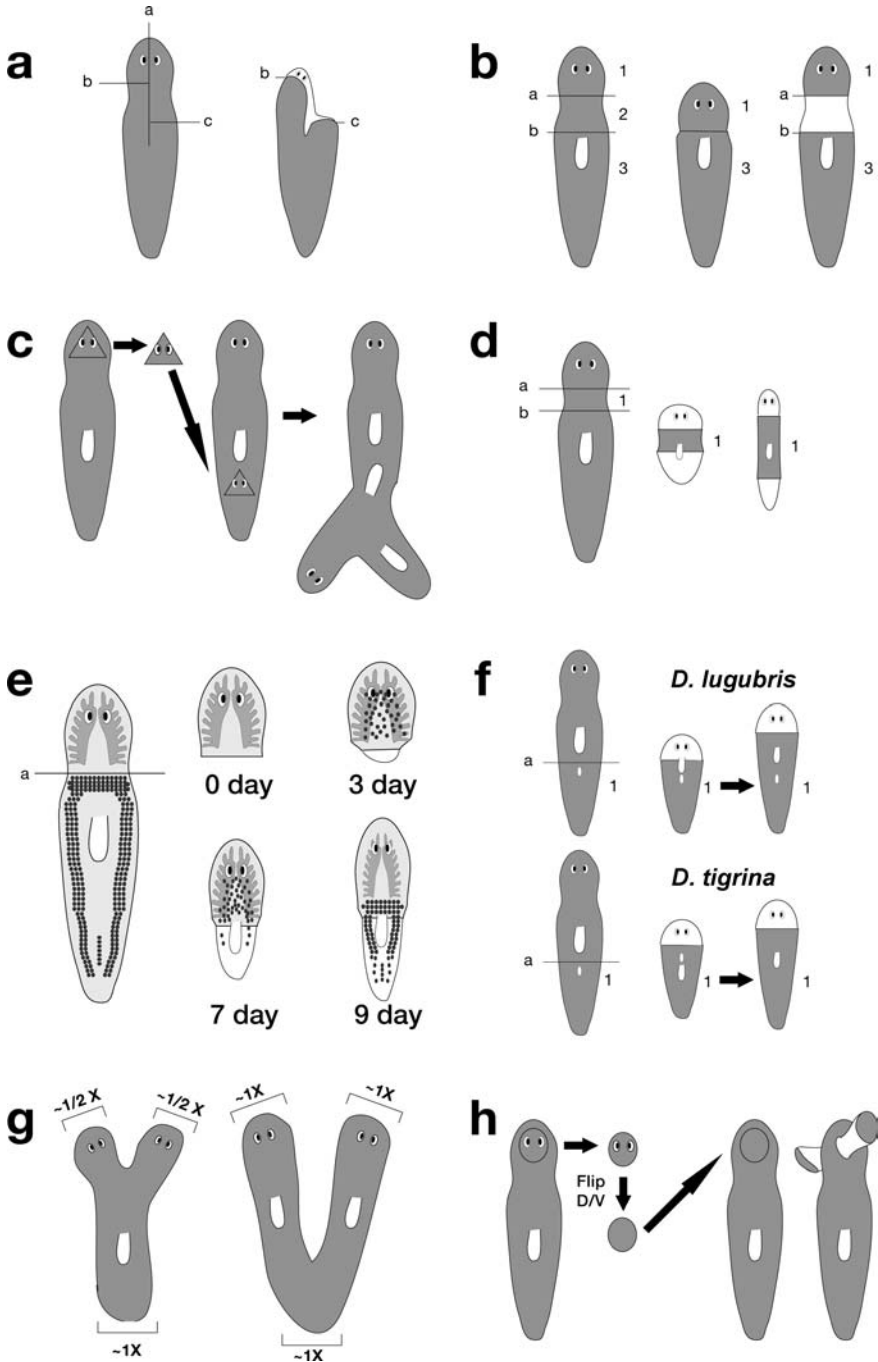 a
a
b
c
b
c
b
a
b
1
2
3
1
3
a
b
1
3
c
d
a
b
1
1
1
e
a
0 day
3 day
7 day
9 day
f
D. lugubris
a
1
1
1
D. tigrina
a
1
1
1
g
~1/2 X
~1/2 X
~1X
~1X
~1X
~1X
h
Flip
D/V